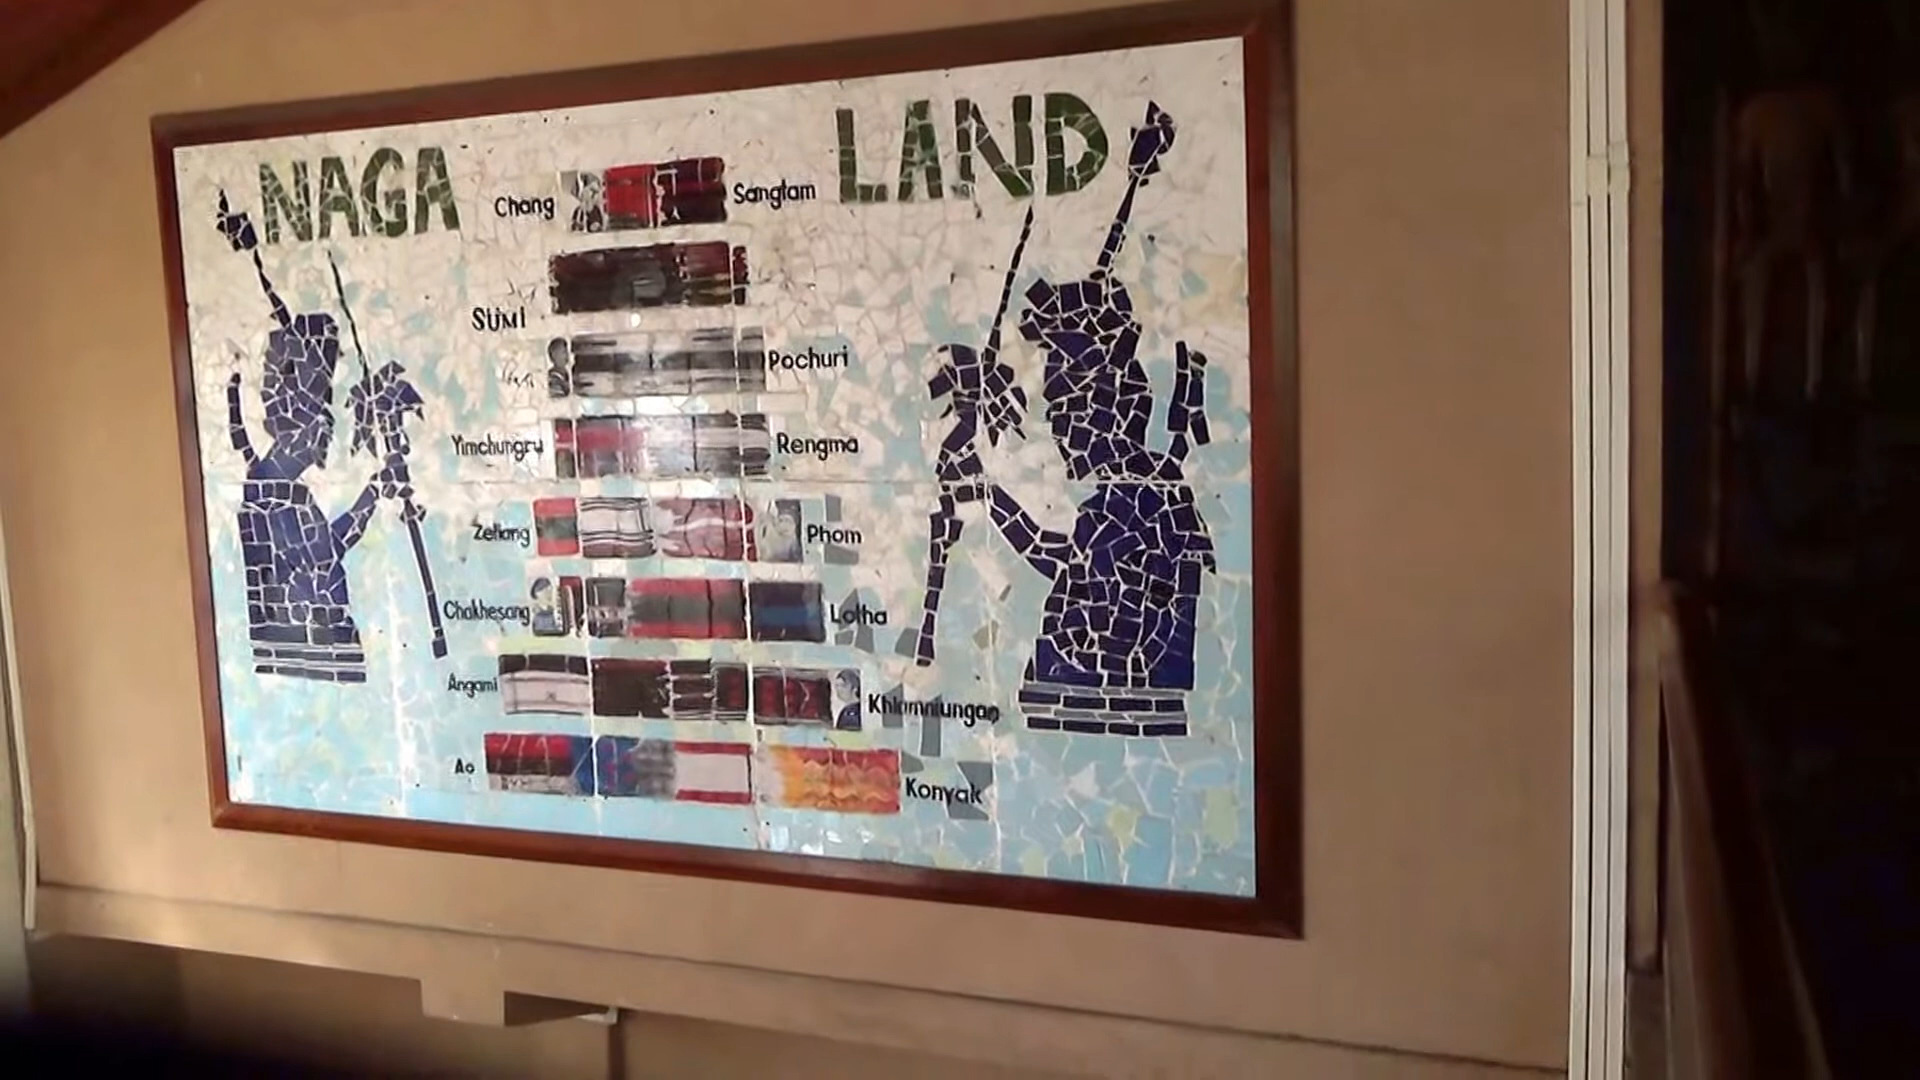 NAGA LAND
Chang Sangtam
SUMI
Pochuri
Yimchungru Rengma
Zeliang Phom
Chakhesang Lotha
Angami Khiamniungan
Ao Konyak